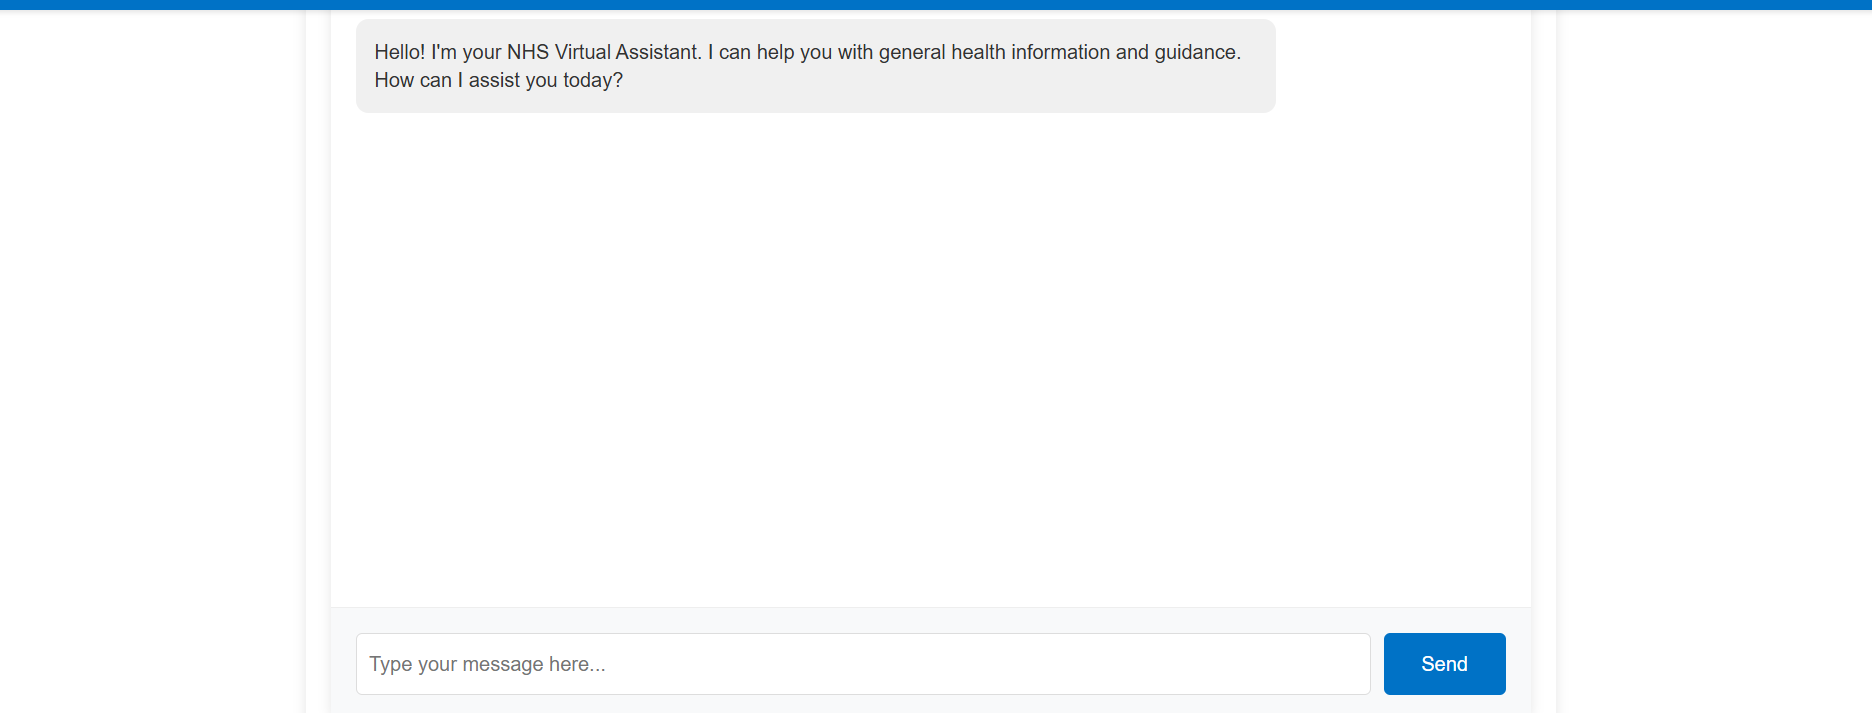 Hello! I'm your NHS Virtual Assistant. I can help you with general health information and guidance.
How can I assist you today?
Type your message here...
Send